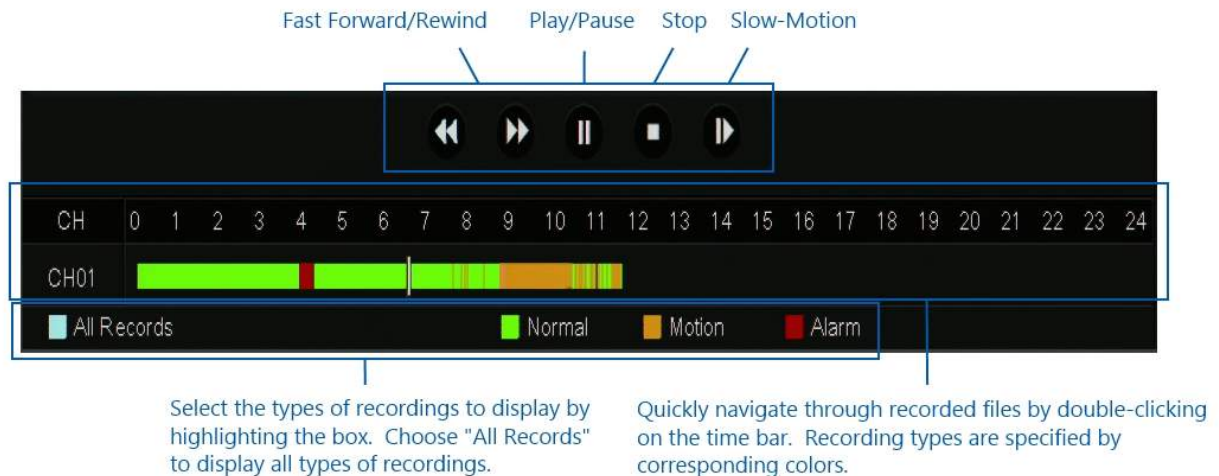 Fast Forward/Rewind Play/Pause Stop Slow-Motion
CH 0 1 2 3 4 5 6 7 8 9 10 11 12 13 14 15 16 17 18 19 20 21 22 23 24
CH01
All Records Normal Motion Alarm
Select the types of recordings to display by
highlighting the box. Choose "All Records"
to display all types of recordings.
Quickly navigate through recorded files by double-clicking
on the time bar. Recording types are specified by
corresponding colors.